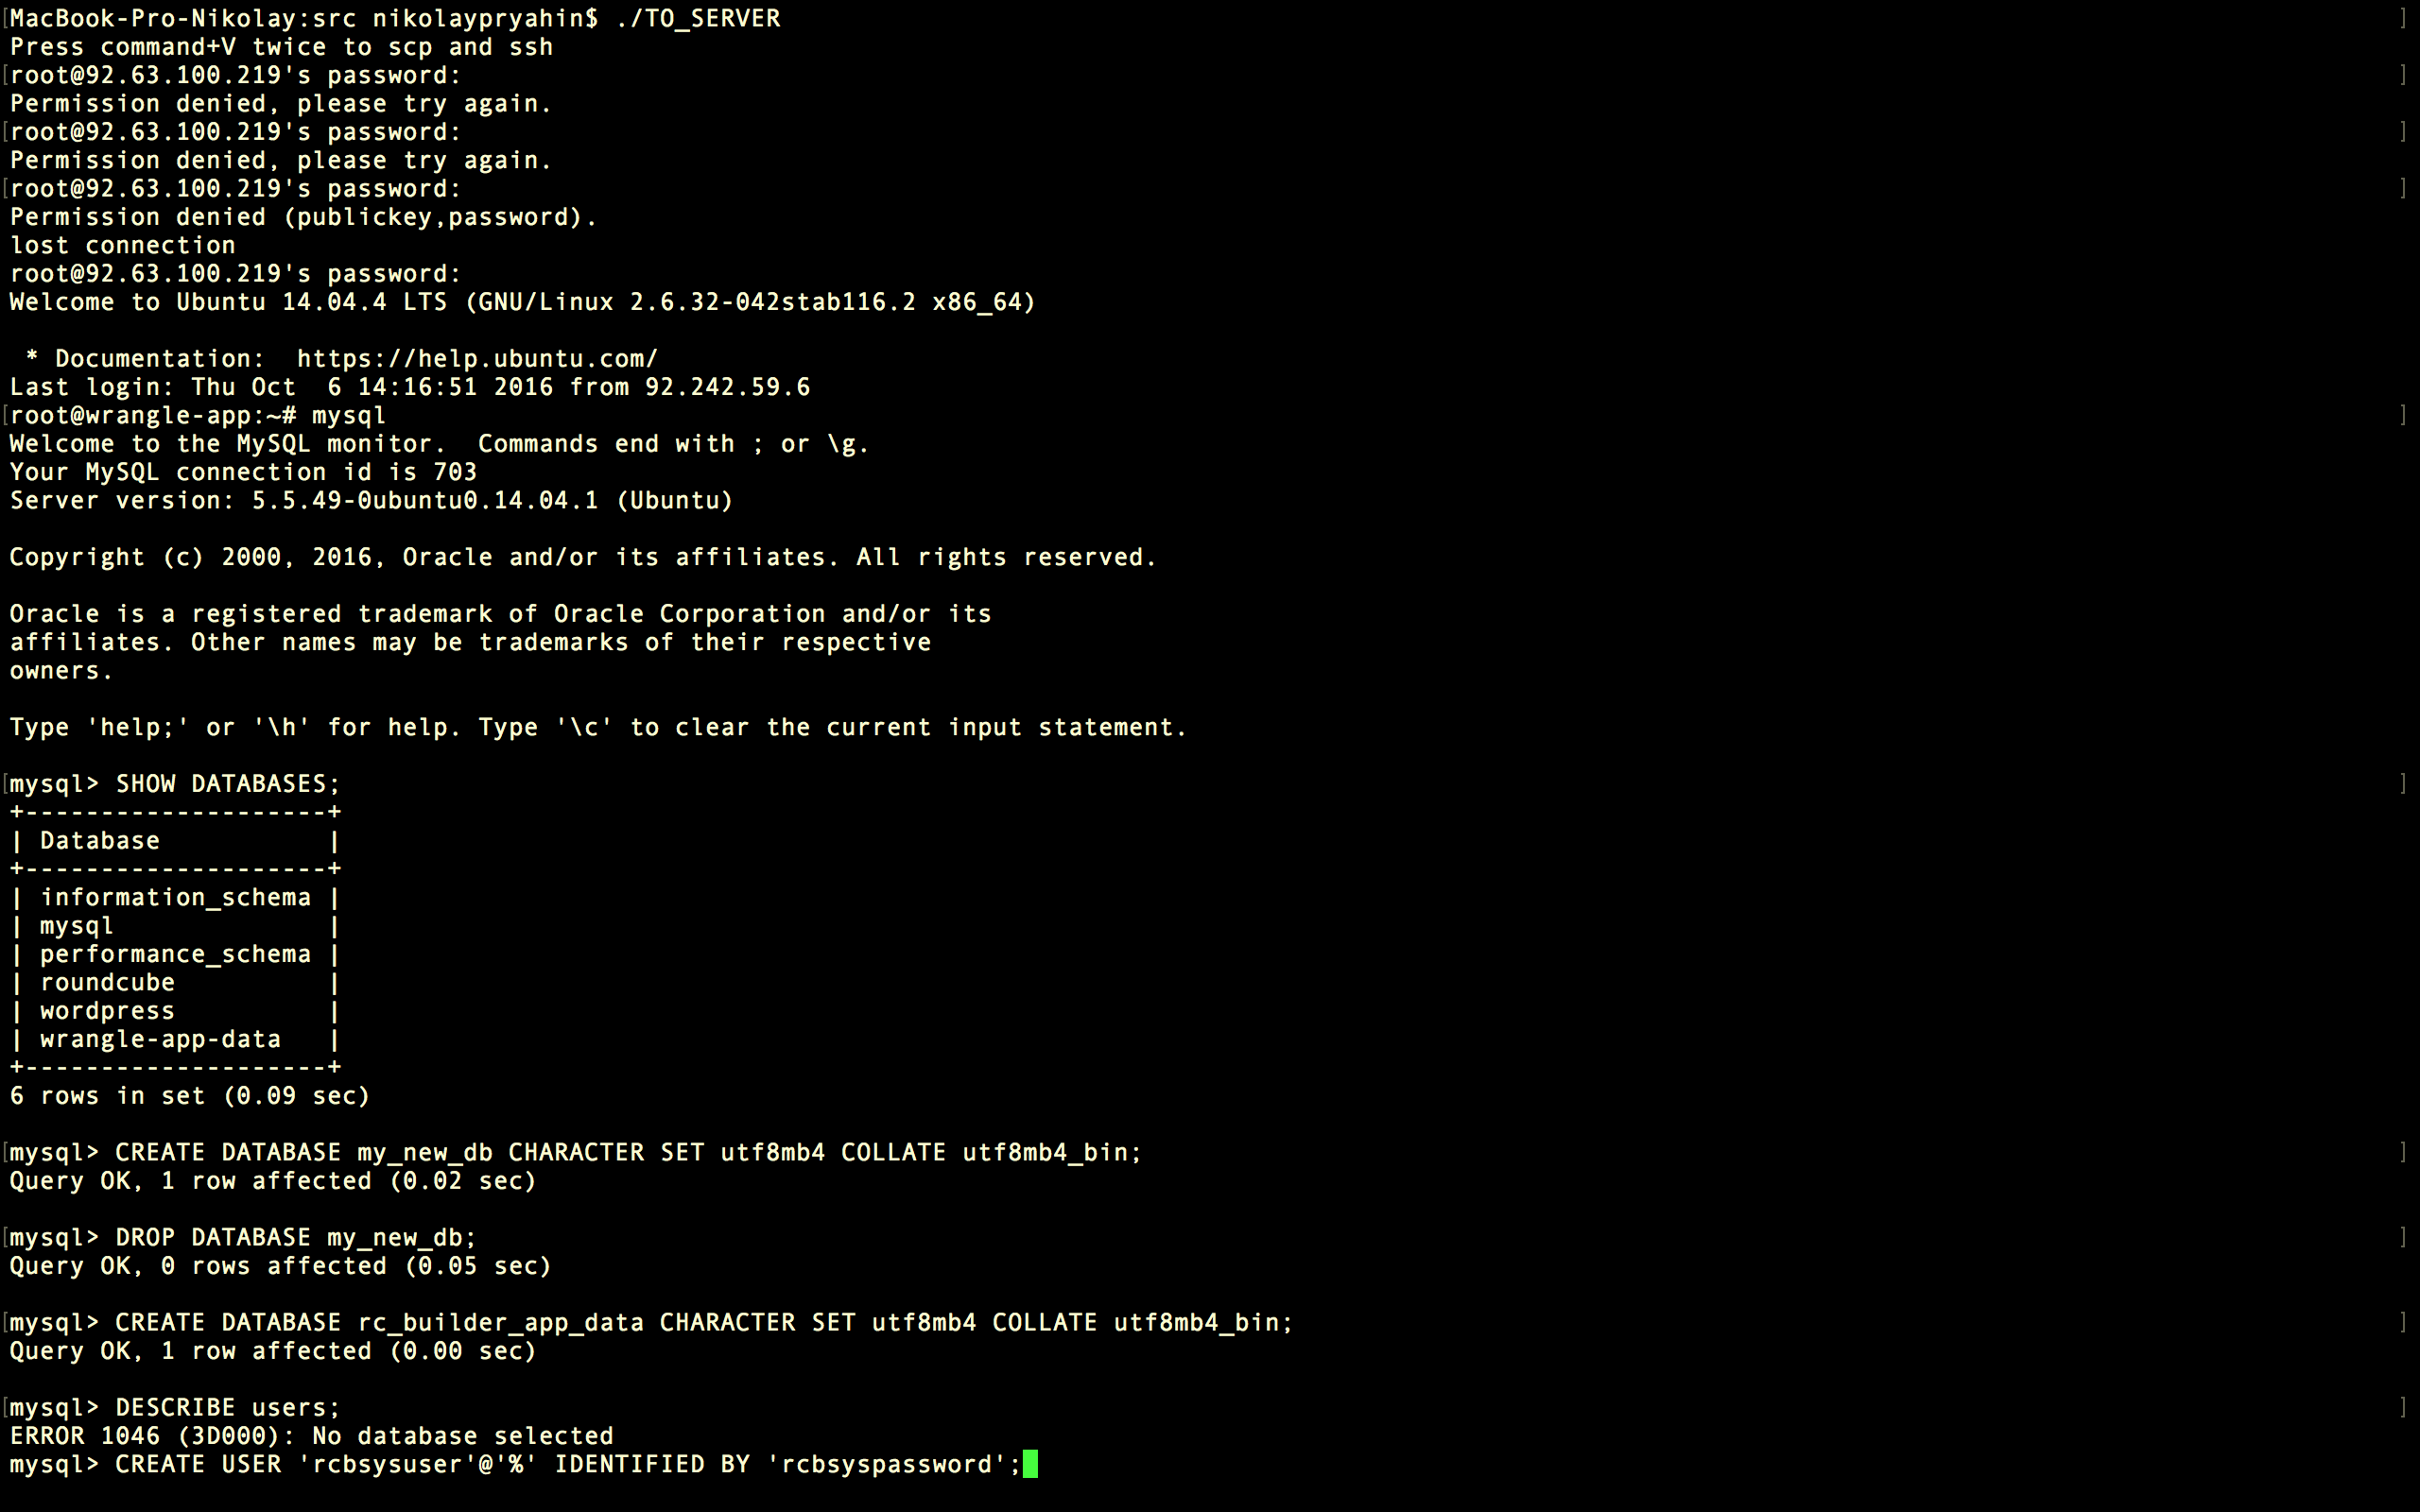 [MacBook-Pro-Nikolay:src nikolaypryahin$ ./TO_SERVER ]
Press command+V twice to scp and ssh
[root@92.63.100.219's password: ]
Permission denied, please try again.
[root@92.63.100.219's password: ]
Permission denied, please try again.
[root@92.63.100.219's password: ]
Permission denied (publickey,password).
lost connection
root@92.63.100.219's password:
Welcome to Ubuntu 14.04.4 LTS (GNU/Linux 2.6.32-042stab116.2 x86_64)

 * Documentation:  https://help.ubuntu.com/
Last login: Thu Oct  6 14:16:51 2016 from 92.242.59.6
[root@wrangle-app:~# mysql ]
Welcome to the MySQL monitor.  Commands end with ; or \g.
Your MySQL connection id is 703
Server version: 5.5.49-0ubuntu0.14.04.1 (Ubuntu)

Copyright (c) 2000, 2016, Oracle and/or its affiliates. All rights reserved.

Oracle is a registered trademark of Oracle Corporation and/or its
affiliates. Other names may be trademarks of their respective
owners.

Type 'help;' or '\h' for help. Type '\c' to clear the current input statement.

[mysql> SHOW DATABASES; ]
+--------------------+
| Database           |
+--------------------+
| information_schema |
| mysql              |
| performance_schema |
| roundcube          |
| wordpress          |
| wrangle-app-data   |
+--------------------+
6 rows in set (0.09 sec)

[mysql> CREATE DATABASE my_new_db CHARACTER SET utf8mb4 COLLATE utf8mb4_bin; ]
Query OK, 1 row affected (0.02 sec)

[mysql> DROP DATABASE my_new_db; ]
Query OK, 0 rows affected (0.05 sec)

[mysql> CREATE DATABASE rc_builder_app_data CHARACTER SET utf8mb4 COLLATE utf8mb4_bin; ]
Query OK, 1 row affected (0.00 sec)

[mysql> DESCRIBE users; ]
ERROR 1046 (3D000): No database selected
mysql> CREATE USER 'rcbsysuser'@'%' IDENTIFIED BY 'rcbsyspassword';